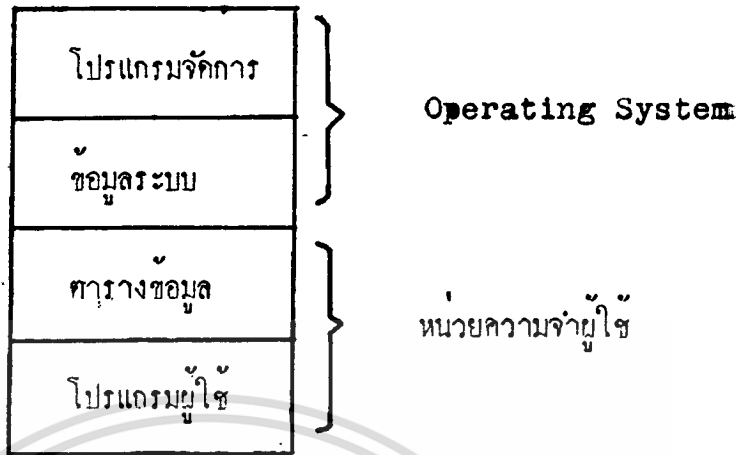 โปรแกรมจัดการ
Operating System
ข้อมูลระบบ
ตารางข้อมูล
หน่วยความจำผู้ใช้
โปรแกรมผู้ใช้